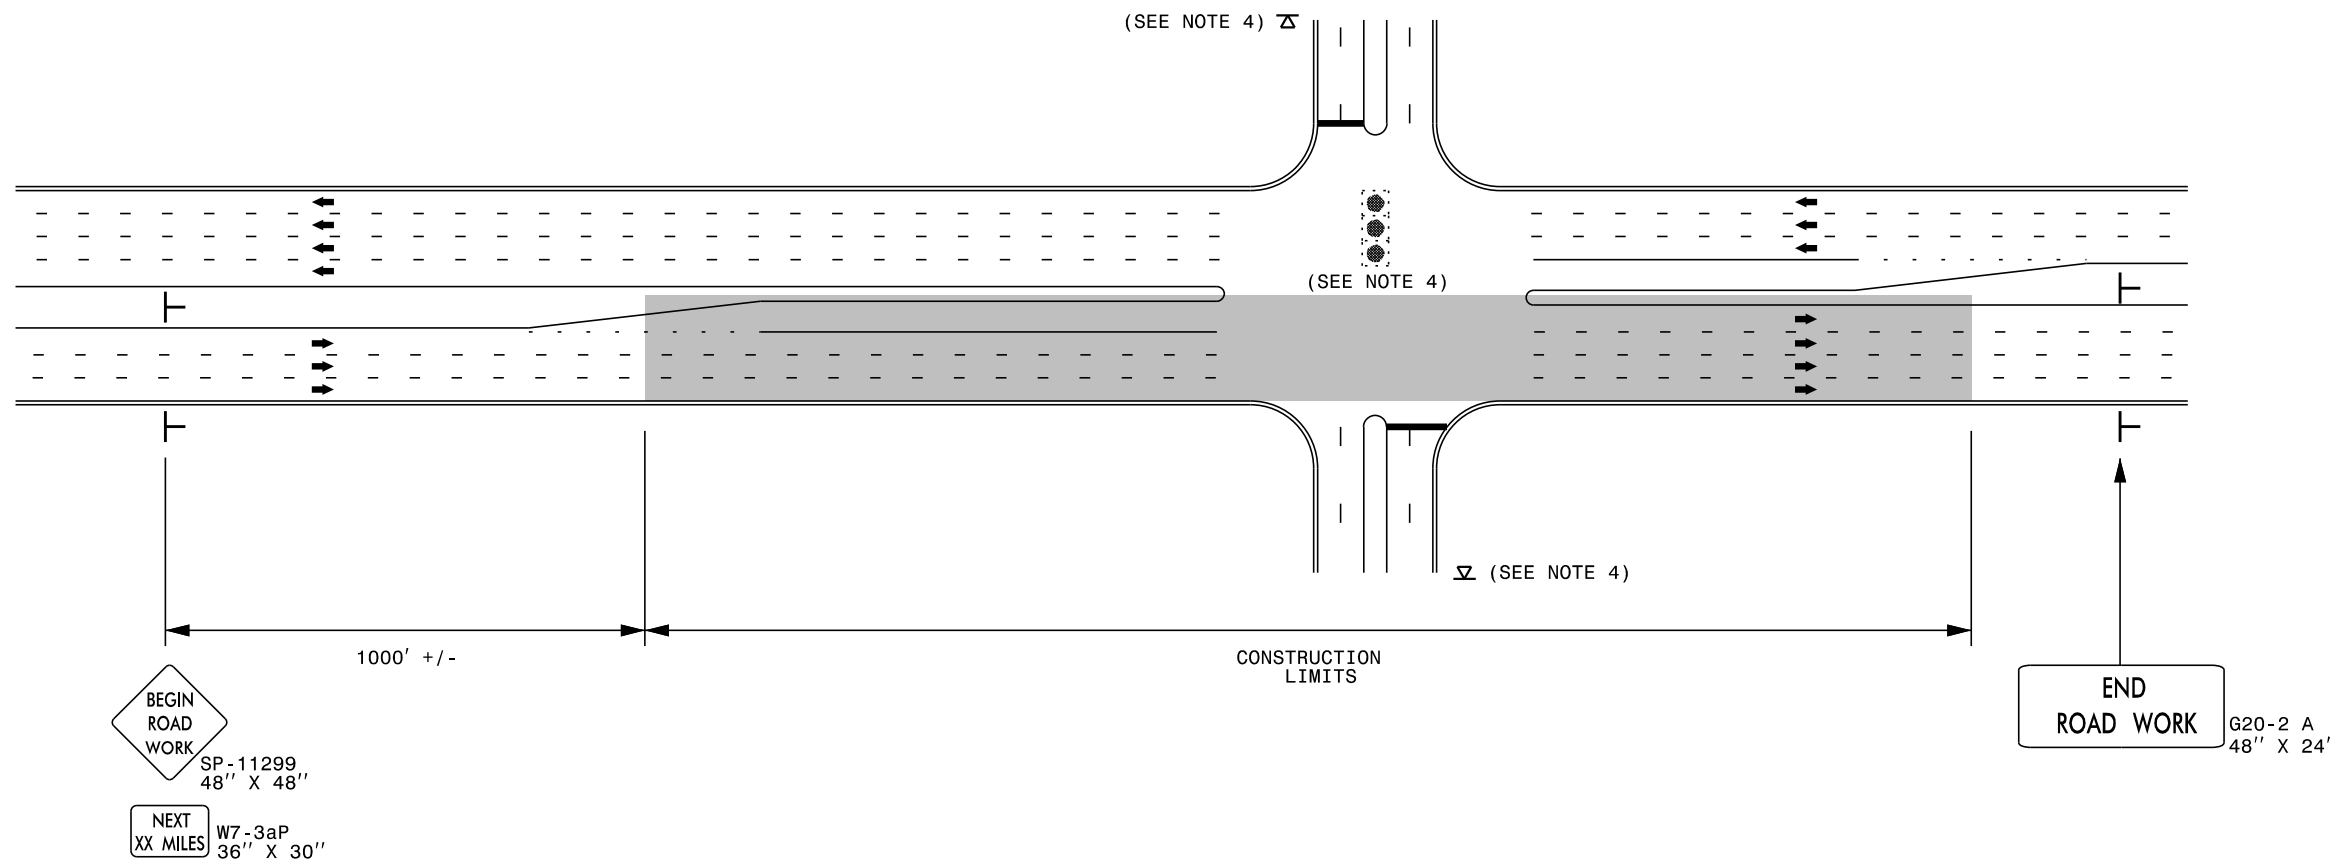 (SEE NOTE 4)
(SEE NOTE 4)
(SEE NOTE 4)
1000' +/-
CONSTRUCTION
LIMITS
BEGIN
ROAD
WORK
SP-11299
48'' X 48''
NEXT
XX MILES
W7-3aP
36'' X 30''
END
ROAD WORK
G20-2 A
48'' X 24'